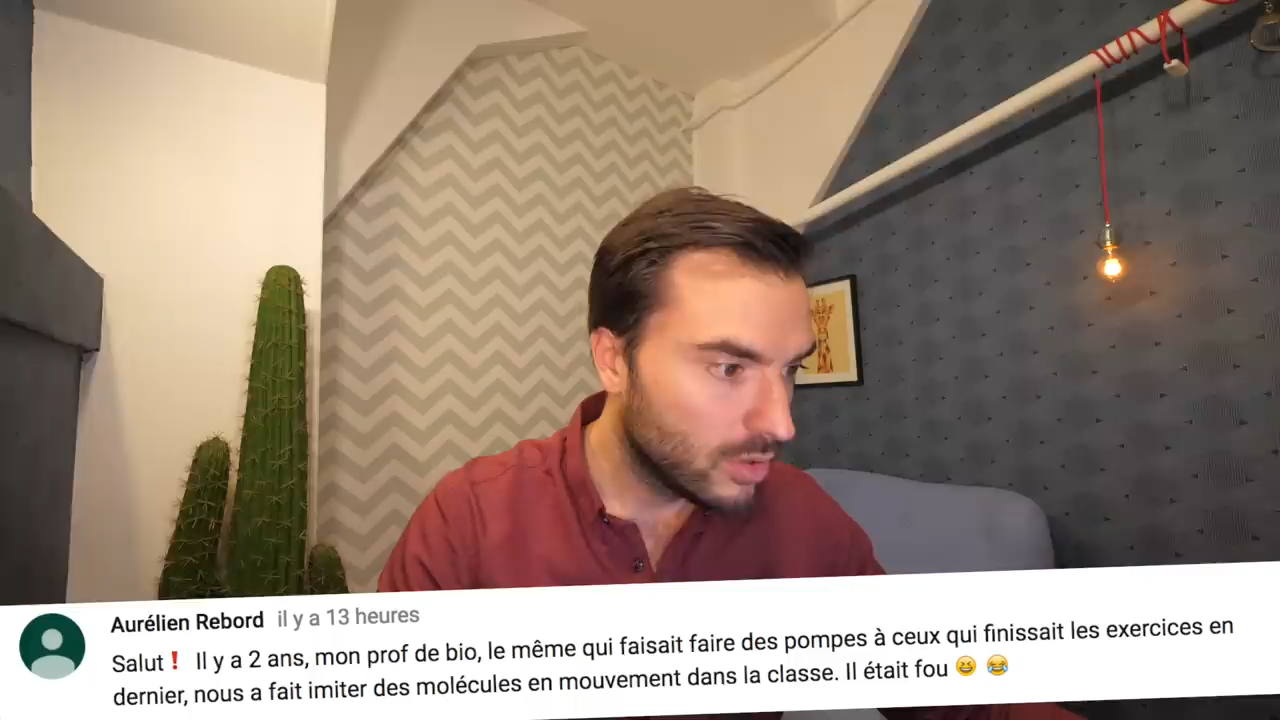 Aurélien Rebord il y a 13 heures
Salut❗ Il y a 2 ans, mon prof de bio, le même qui faisait faire des pompes à ceux qui finissait les exercices en
dernier, nous a fait imiter des molécules en mouvement dans la classe. Il était fou 😆 😂